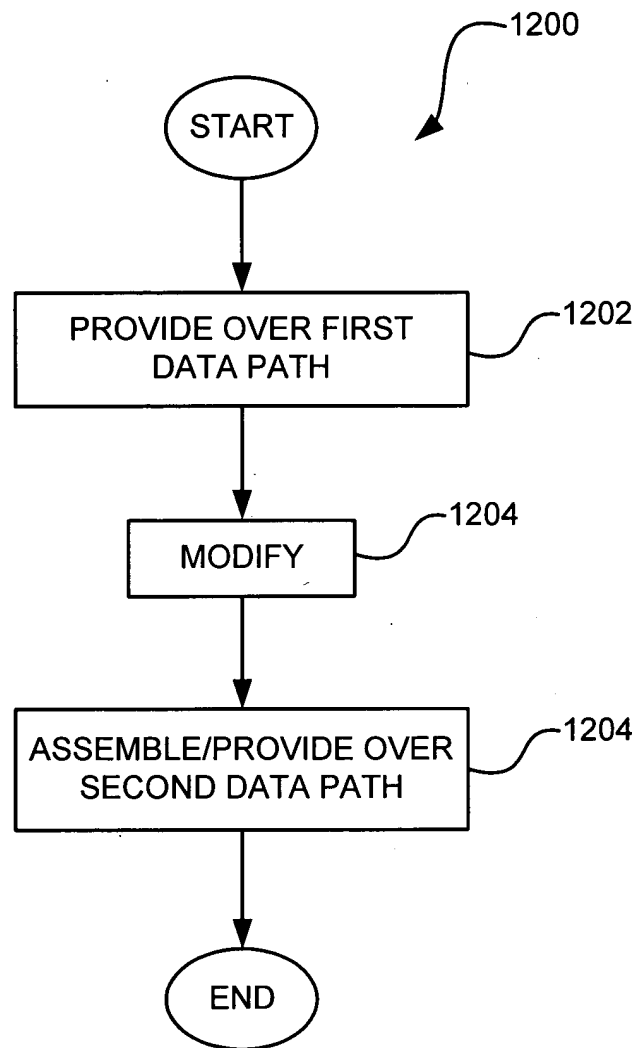 1200
START
PROVIDE OVER FIRST
DATA PATH
1202
MODIFY
1204
ASSEMBLE/PROVIDE OVER
SECOND DATA PATH
1204
END